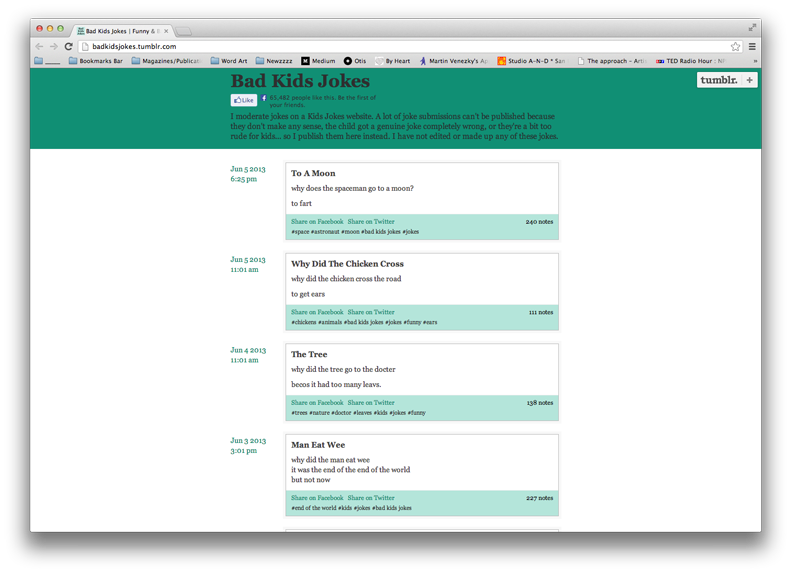 Bad Kids Jokes | Funny & B
badkidsjokes.tumblr.com
Bookmarks Bar Magazines/Publicat Word Art Newzzzz Medium Otis By Heart Martin Venezky's Ap Studio A-N-D * San The approach – Arti TED Radio Hour : NP »
Bad Kids Jokes
tumblr. +
Like 65,482 people like this. Be the first of
your friends.
I moderate jokes on a Kids Jokes website. A lot of joke submissions can't be published because
they don't make any sense, the child got a genuine joke completely wrong, or they're a bit too
rude for kids... so I publish them here instead. I have not edited or made up any of these jokes.
Jun 5 2013
6:25 pm
To A Moon
why does the spaceman go to a moon?
to fart
Share on Facebook Share on Twitter 240 notes
#space #astronaut #moon #bad kids jokes #jokes
Jun 5 2013
11:01 am
Why Did The Chicken Cross
why did the chicken cross the road
to get ears
Share on Facebook Share on Twitter 111 notes
#chickens #animals #bad kids jokes #jokes #funny #ears
Jun 4 2013
11:01 am
The Tree
why did the tree go to the docter
becos it had too many leavs.
Share on Facebook Share on Twitter 138 notes
#trees #nature #doctor #leaves #kids #jokes #funny
Jun 3 2013
3:01 pm
Man Eat Wee
why did the man eat wee
it was the end of the end of the world
but not now
Share on Facebook Share on Twitter 227 notes
#end of the world #kids #jokes #bad kids jokes